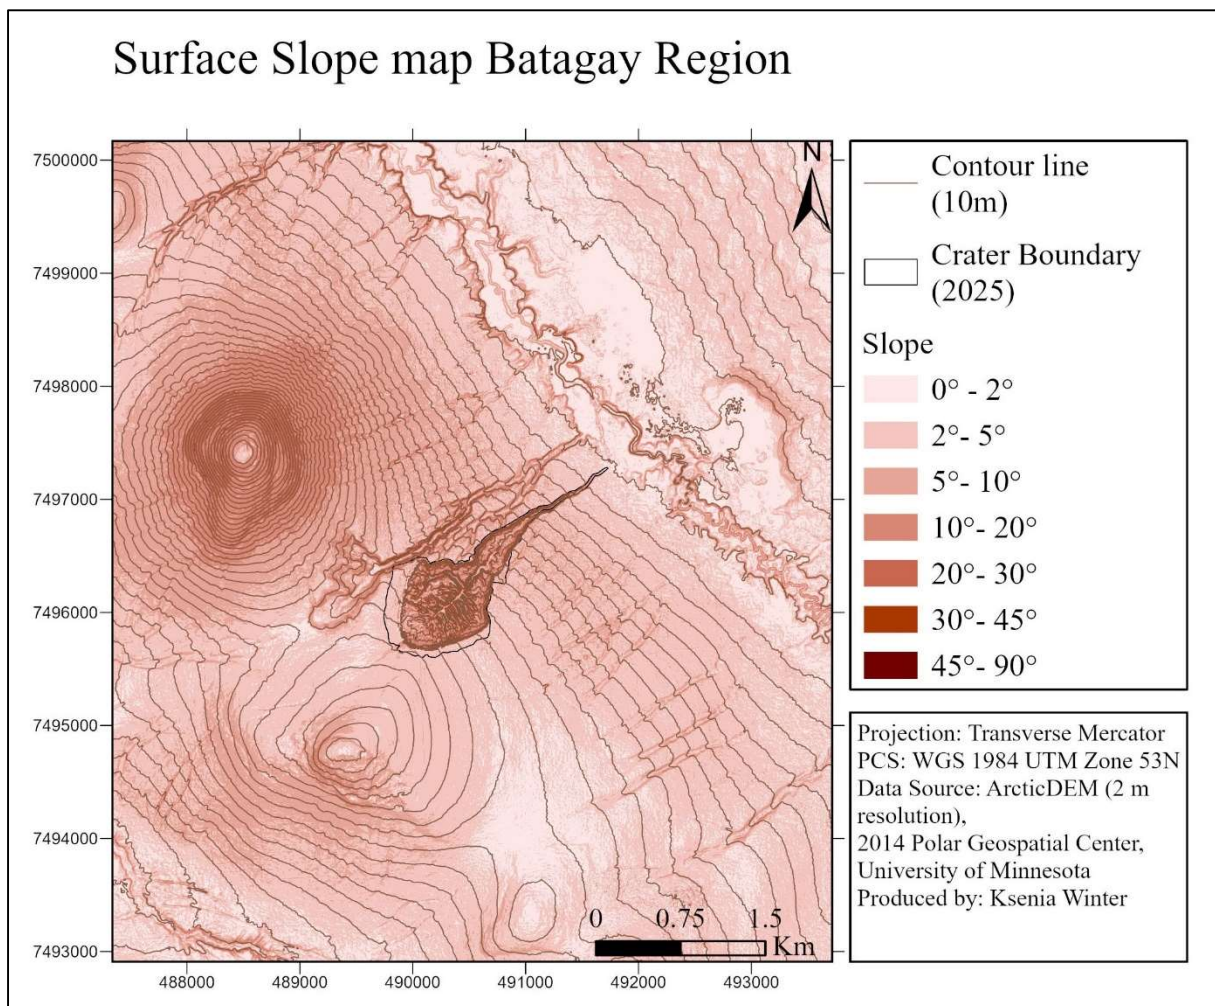 Surface Slope map Batagay Region
7500000
7499000
7498000
7497000
7496000
7495000
7494000
7493000
488000 489000 490000 491000 492000 493000
N
0 0.75 1.5
Km
Contour line
(10m)
Crater Boundary
(2025)
Slope
0° - 2°
2°- 5°
5°- 10°
10°- 20°
20°- 30°
30°- 45°
45°- 90°
Projection: Transverse Mercator
PCS: WGS 1984 UTM Zone 53N
Data Source: ArcticDEM (2 m
resolution),
2014 Polar Geospatial Center,
University of Minnesota
Produced by: Ksenia Winter